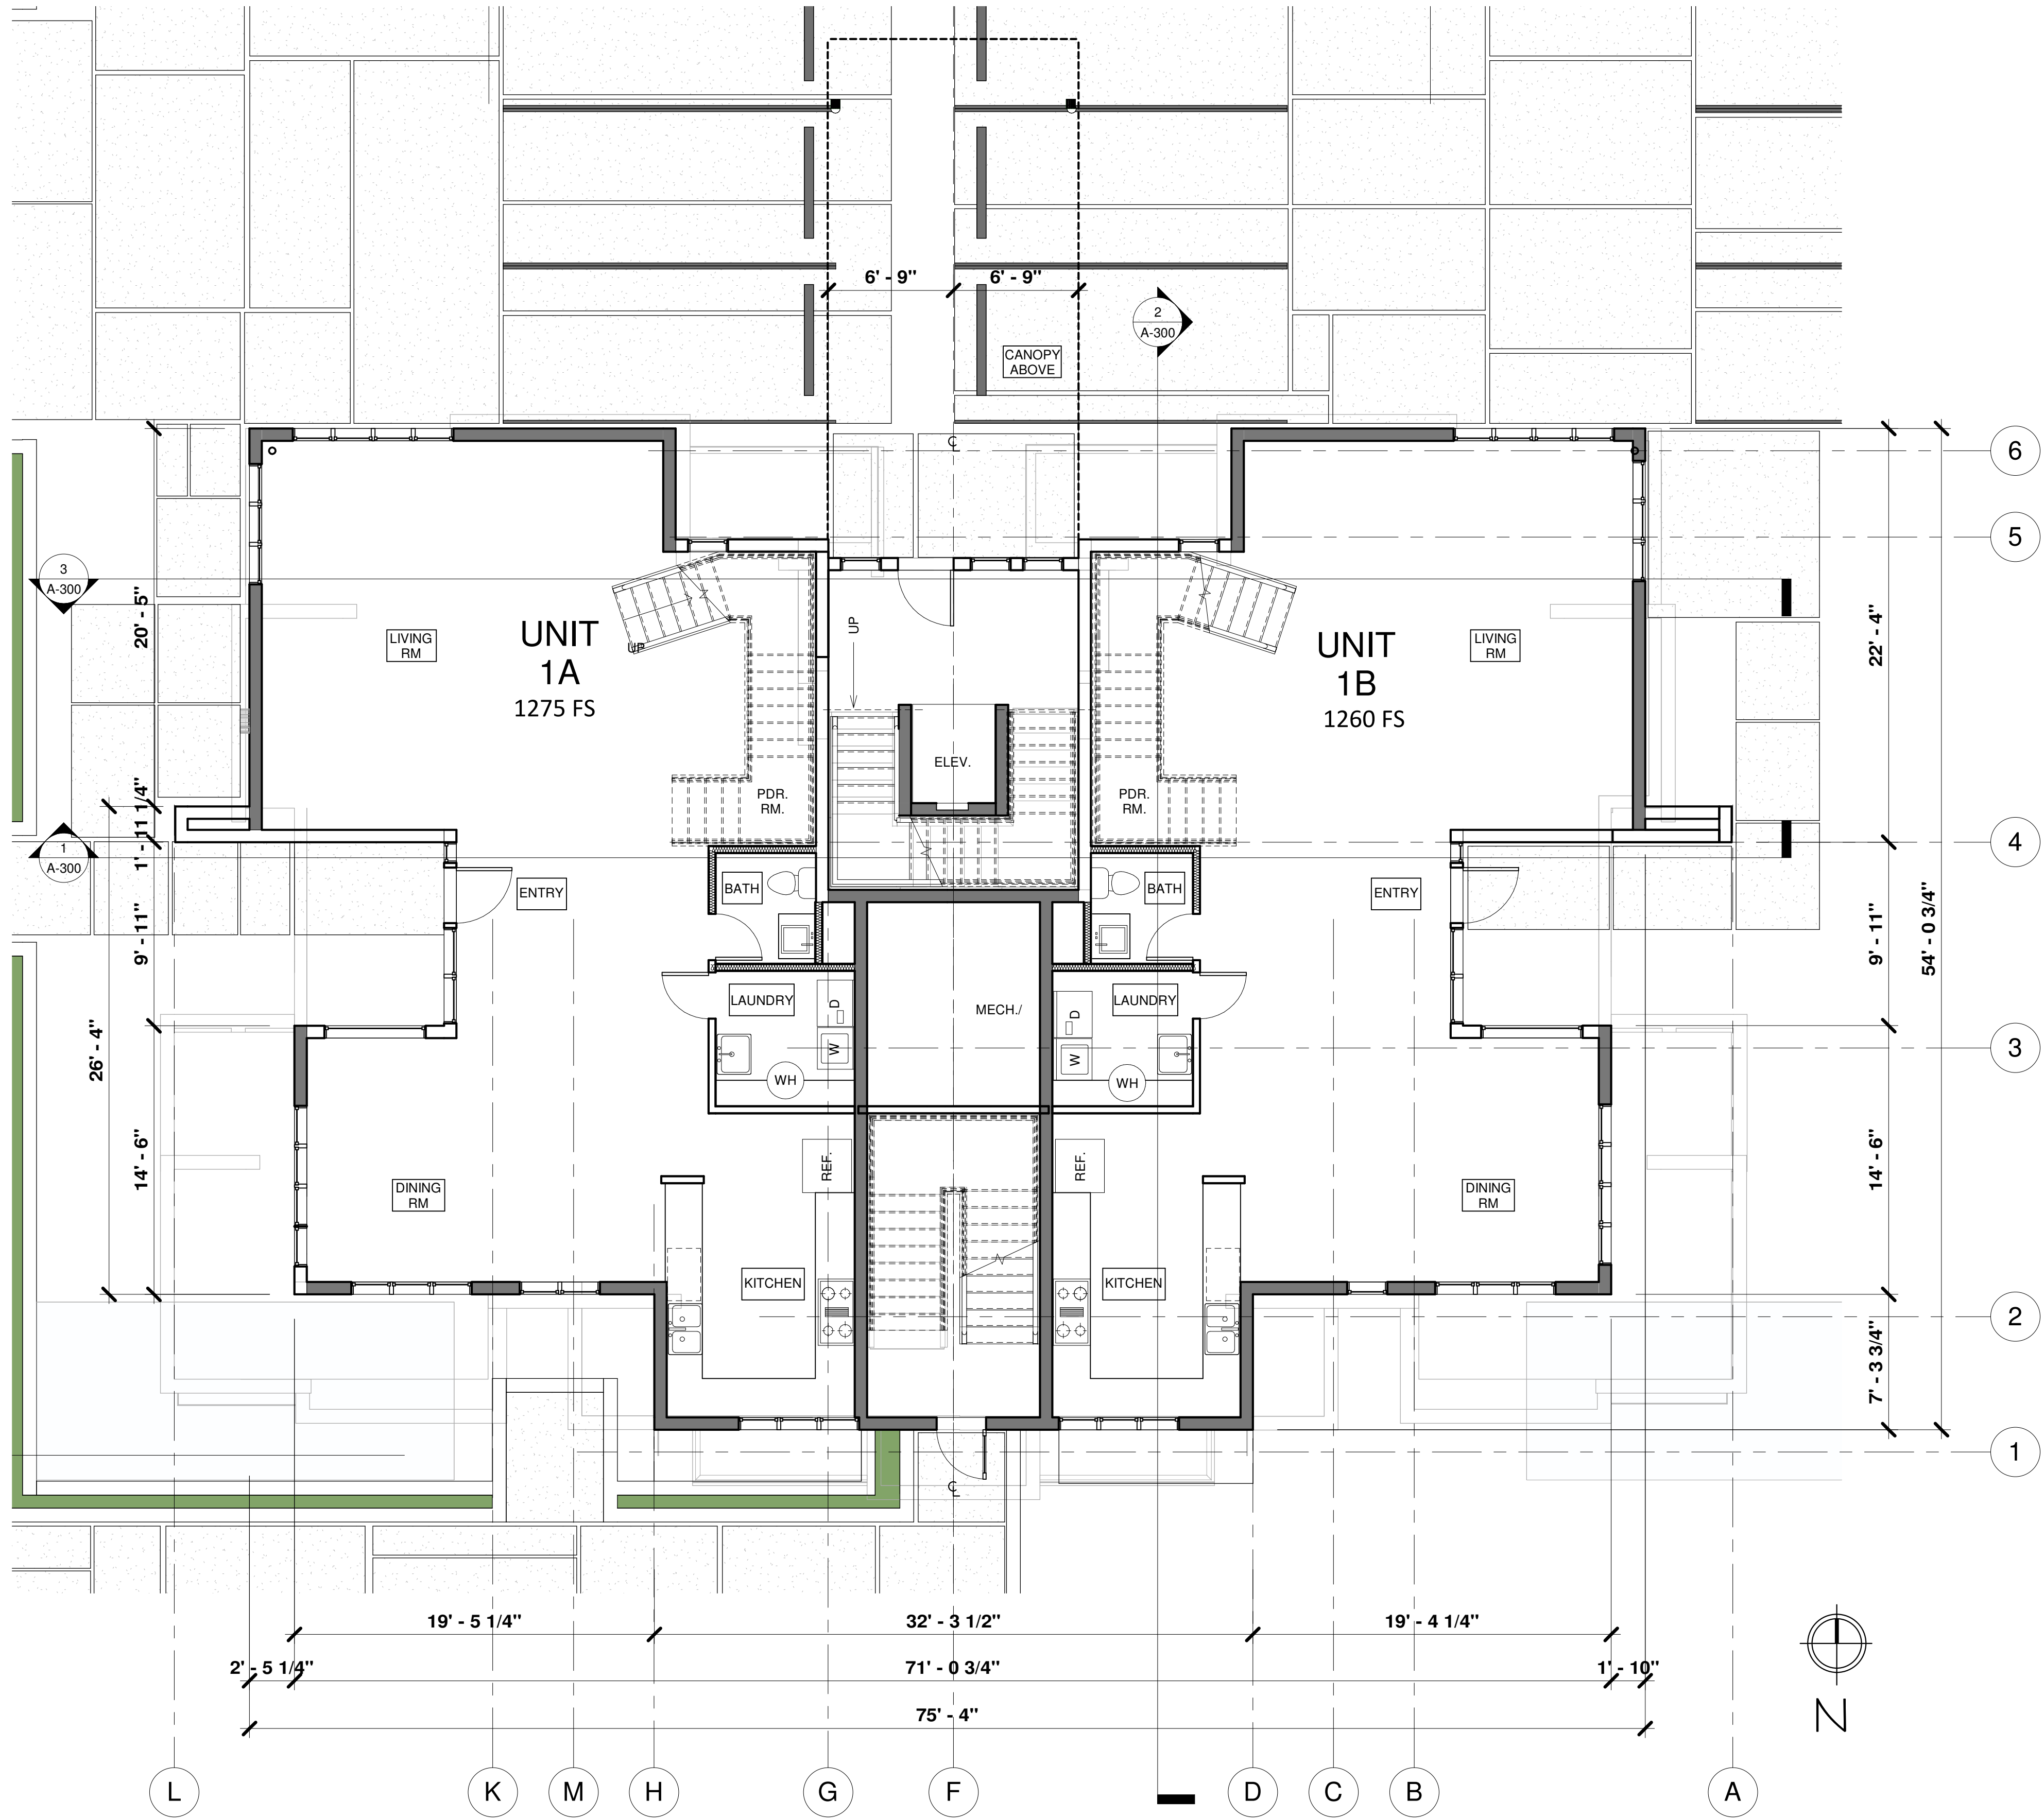 6' - 9"
6' - 9"
2
A-300
CANOPY
ABOVE
C
L
6
5
3
A-300
20' - 5"
22' - 4"
UP
LIVING
RM
UNIT
1A
1275 FS
UP
UNIT
1B
1260 FS
LIVING
RM
ELEV.
PDR.
RM.
PDR.
RM.
1' - 11 1/4"
1
A-300
4
BATH
BATH
ENTRY
ENTRY
9' - 11"
9' - 11"
54' - 0 3/4"
LAUNDRY
D
MECH./
D
LAUNDRY
26' - 4"
W
W
3
WH
WH
14' - 6"
14' - 6"
REF.
REF.
DINING
RM
DINING
RM
KITCHEN
KITCHEN
2
7' - 3 3/4"
1
C
L
19' - 5 1/4"
32' - 3 1/2"
19' - 4 1/4"
2' - 5 1/4"
71' - 0 3/4"
1' - 10"
75' - 4"
N
L
K
M
H
G
F
D
C
B
A